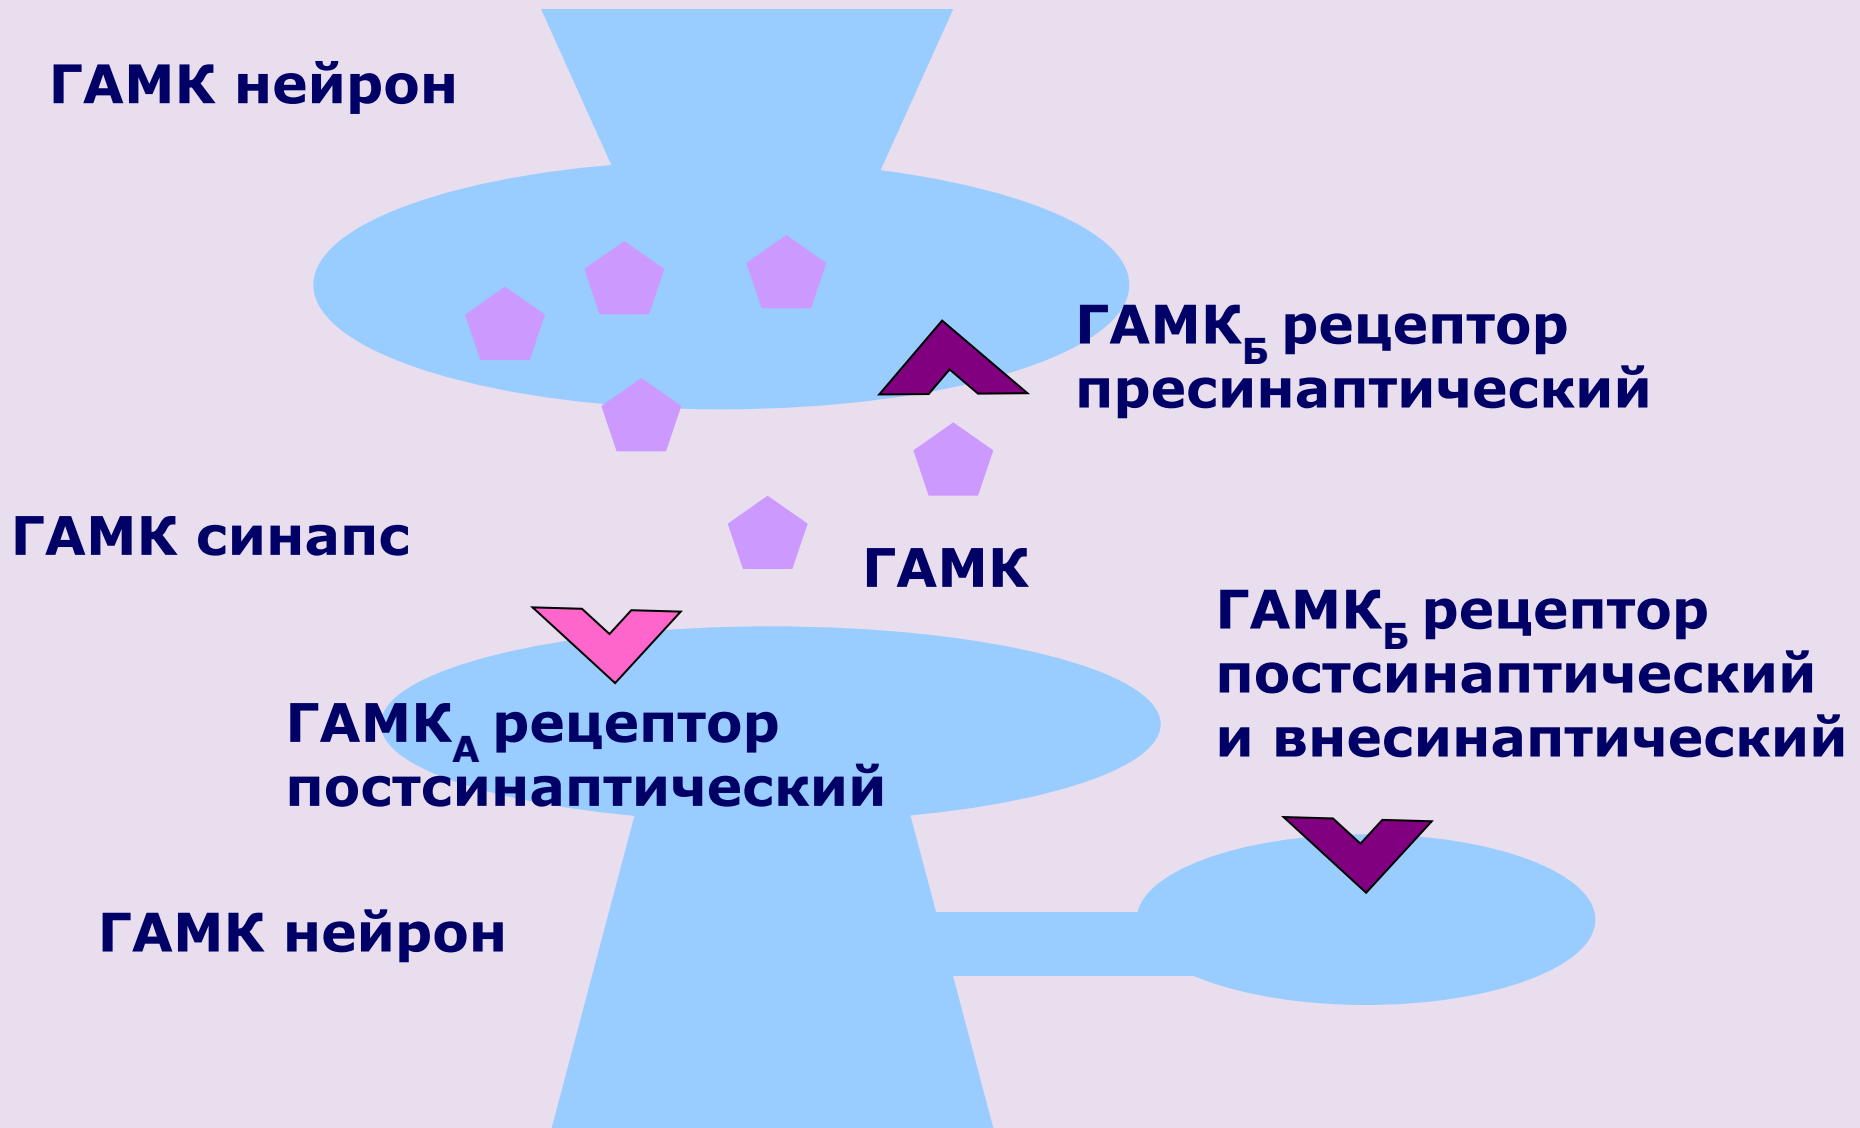 ГАМК нейрон
ГАМКБ рецептор
пресинаптический
ГАМК синапс
ГАМК
ГАМКБ рецептор
постсинаптический
и внесинаптический
ГАМКА рецептор
постсинаптический
ГАМК нейрон